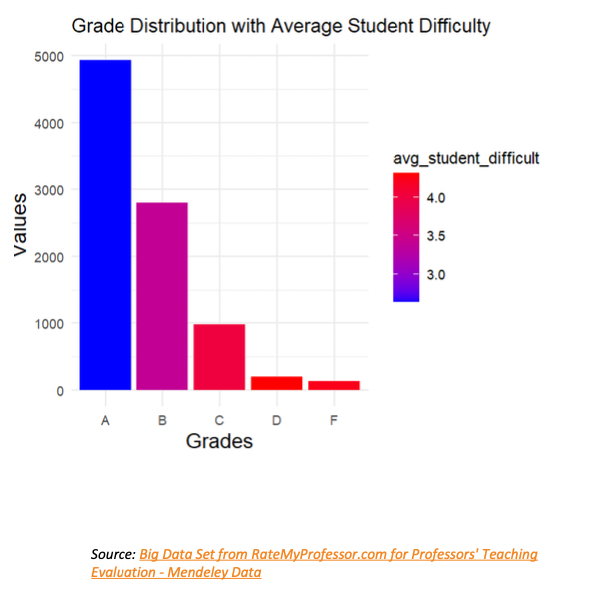 Grade Distribution with Average Student Difficulty
5000
4000
3000
2000
1000
0
values
A B C D F
Grades
avg_student_difficult
4.0
3.5
3.0
Source: Big Data Set from RateMyProfessor.com for Professors' Teaching
Evaluation - Mendeley Data